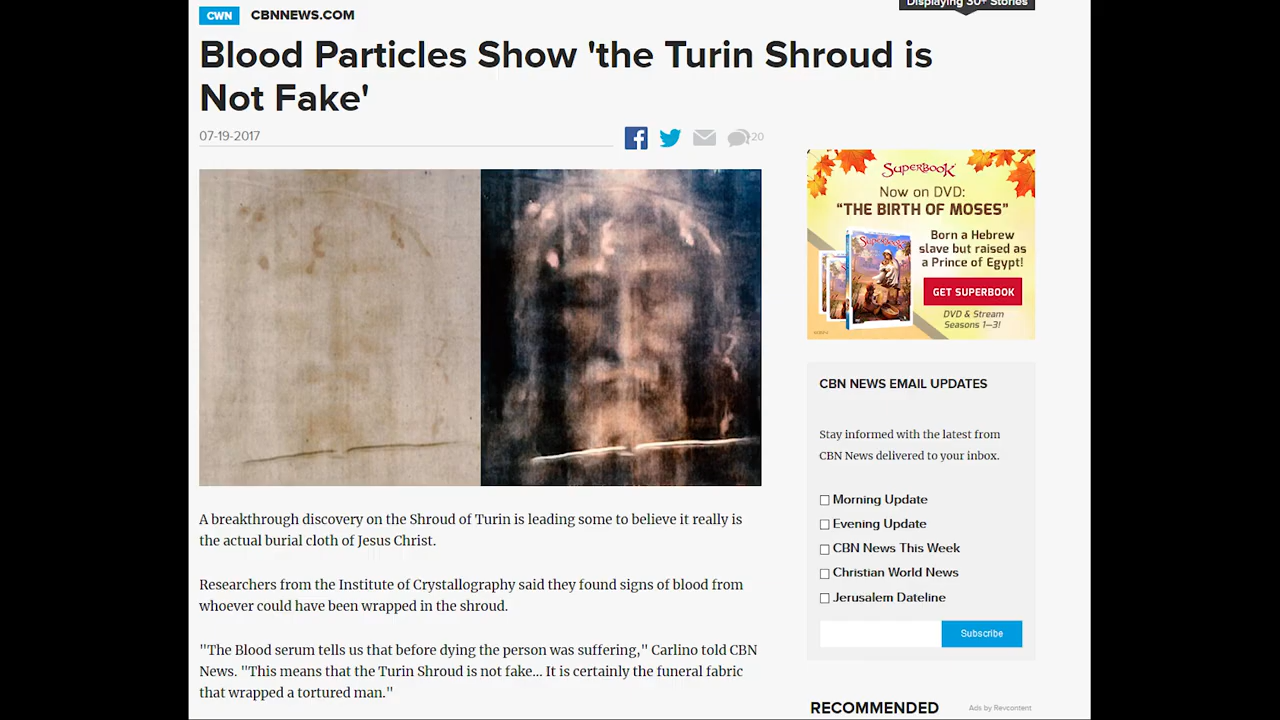 Displaying 30+ Stories
CWN CBNNEWS.COM
Blood Particles Show 'the Turin Shroud is
Not Fake'
07-19-2017
20
A breakthrough discovery on the Shroud of Turin is leading some to believe it really is
the actual burial cloth of Jesus Christ.
Researchers from the Institute of Crystallography said they found signs of blood from
whoever could have been wrapped in the shroud.
"The Blood serum tells us that before dying the person was suffering," Carlino told CBN
News. "This means that the Turin Shroud is not fake... It is certainly the funeral fabric
that wrapped a tortured man."
SUPERBOOK
Now on DVD:
"THE BIRTH OF MOSES"
Born a Hebrew
slave but raised as
a Prince of Egypt!
GET SUPERBOOK
DVD & Stream
Seasons 1–3!
CBN NEWS EMAIL UPDATES
Stay informed with the latest from
CBN News delivered to your inbox.
Morning Update
Evening Update
CBN News This Week
Christian World News
Jerusalem Dateline
Subscribe
RECOMMENDED Ads by Revcontent